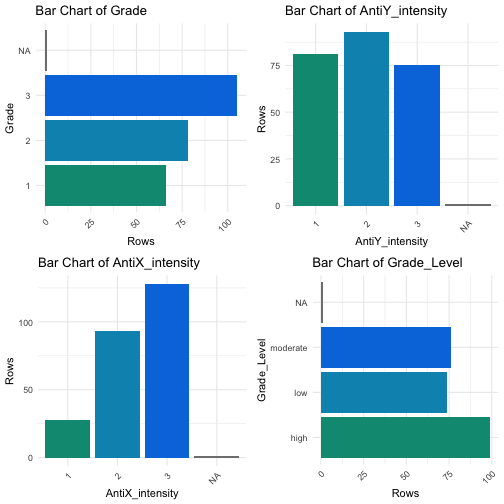 Bar Chart of Grade
Grade
NA
3
2
1
0
25
50
75
100
Rows
Bar Chart of AntiY_intensity
Rows
75
50
25
0
1
2
3
NA
AntiY_intensity
Bar Chart of AntiX_intensity
Rows
100
50
0
1
2
3
NA
AntiX_intensity
Bar Chart of Grade_Level
Grade_Level
NA
moderate
low
high
0
25
50
75
100
Rows